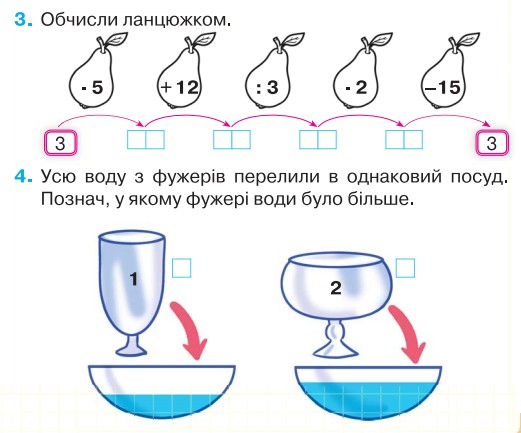 3. Обчисли ланцюжком.
· 5 + 12 : 3 · 2 –15
3 3
4. Усю воду з фужерів перелили в однаковий посуд.
Познач, у якому фужері води було більше.
1 2